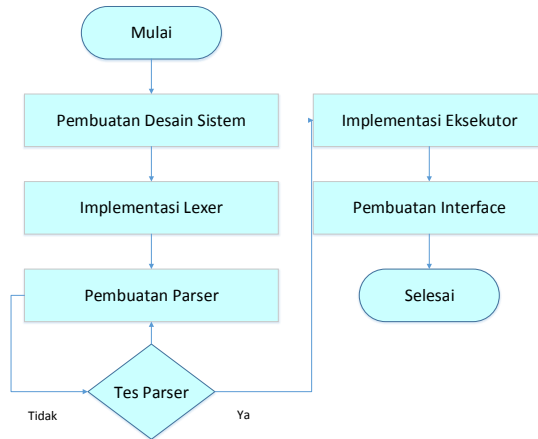 Mulai
Pembuatan Desain Sistem
Implementasi Lexer
Pembuatan Parser
Tes Parser
Tidak
Ya
Implementasi Eksekutor
Pembuatan Interface
Selesai